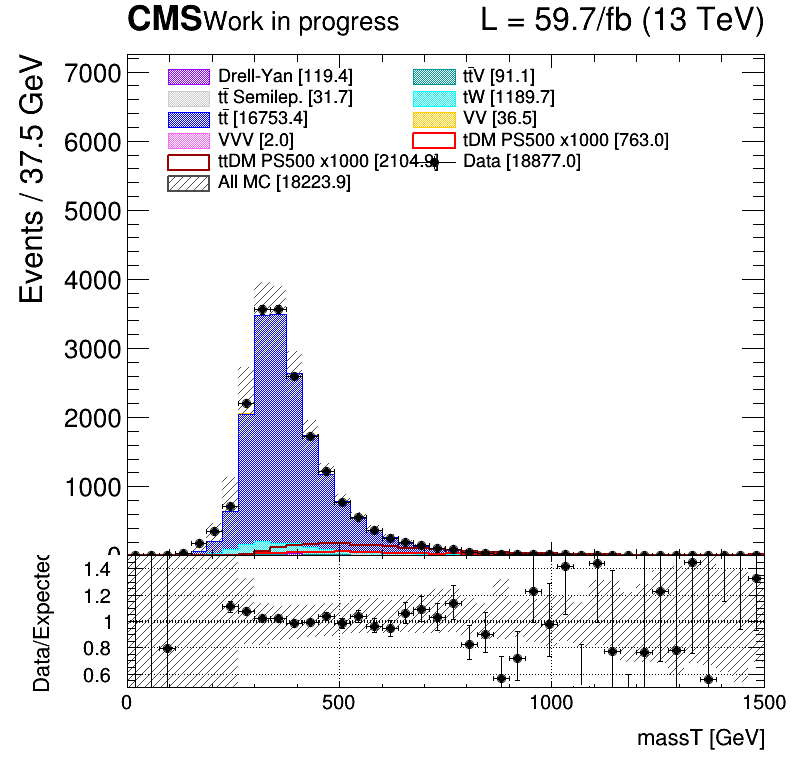 CMS Work in progress L = 59.7/fb (13 TeV)
Events / 37.5 GeV
7000
6000
5000
4000
3000
2000
1000
0
Drell-Yan [119.4]
tt̄V [91.1]
tt̄ Semilep. [31.7]
tW [1189.7]
tt̄ [16753.4]
VV [36.5]
VVV [2.0]
tDM PS500 x1000 [763.0]
ttDM PS500 x1000 [2104.9]
Data [18877.0]
All MC [18223.9]
Data/Expected
1.4
1.2
1
0.8
0.6
0 500 1000 1500
massT [GeV]